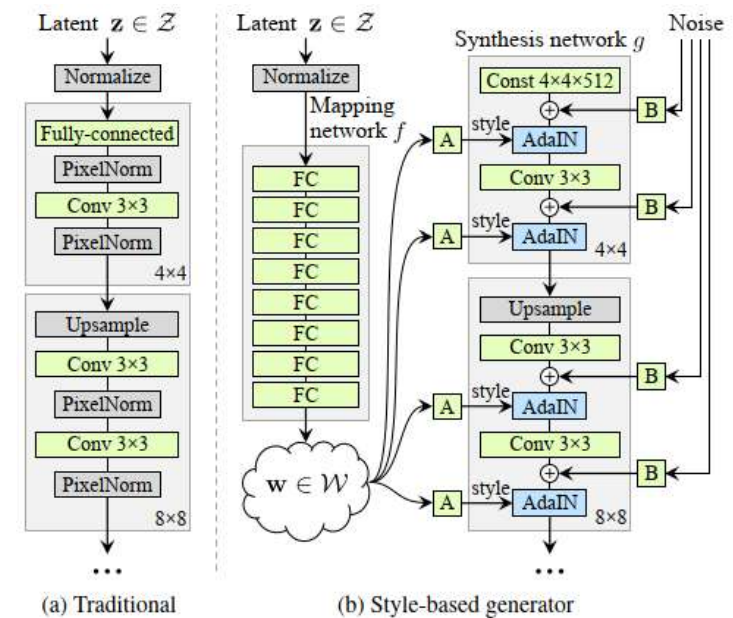 Latent z ∈ Z
Normalize
Fully-connected
PixelNorm
Conv 3×3
PixelNorm
4×4
Upsample
Conv 3×3
PixelNorm
Conv 3×3
PixelNorm
8×8
...
(a) Traditional
Latent z ∈ Z
Normalize
Mapping
network f
FC
FC
FC
FC
FC
FC
FC
FC
w ∈ W
A
style
A
style
A
style
A
style
Synthesis network g
Const 4×4×512
+
AdaIN
Conv 3×3
+
AdaIN
4×4
Upsample
Conv 3×3
+
AdaIN
Conv 3×3
+
AdaIN
8×8
...
Noise
B
B
B
B
(b) Style-based generator